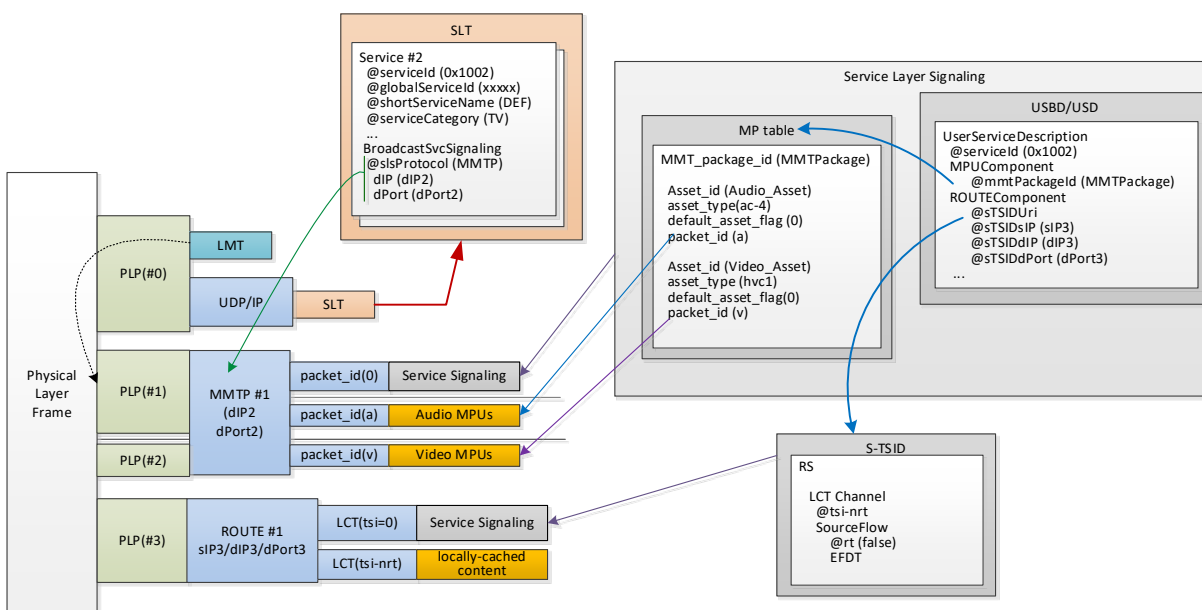 SLT
Service #2
@serviceId (0x1002)
@globalServiceId (xxxxx)
@shortServiceName (DEF)
@serviceCategory (TV)
...
BroadcastSvcSignaling
@slsProtocol (MMTP)
dIP (dIP2)
dPort (dPort2)
Service Layer Signaling
MP table
MMT_package_id (MMTPackage)
Asset_id (Audio_Asset)
asset_type(ac-4)
default_asset_flag (0)
packet_id (a)
Asset_id (Video_Asset)
asset_type (hvc1)
default_asset_flag(0)
packet_id (v)
USBD/USD
UserServiceDescription
@serviceId (0x1002)
MPUComponent
@mmtPackageId (MMTPackage)
ROUTEComponent
@sTSIDUri
@sTSIDsIP (sIP3)
@sTSIDdIP (dIP3)
@sTSIDdPort (dPort3)
...
Physical
Layer
Frame
PLP(#0)
LMT
UDP/IP
SLT
PLP(#1)
PLP(#2)
MMTP #1
(dIP2
dPort2)
packet_id(0)
Service Signaling
packet_id(a)
Audio MPUs
packet_id(v)
Video MPUs
PLP(#3)
ROUTE #1
sIP3/dIP3/dPort3
LCT(tsi=0)
Service Signaling
LCT(tsi-nrt)
locally-cached
content
S-TSID
RS
LCT Channel
@tsi-nrt
SourceFlow
@rt (false)
EFDT